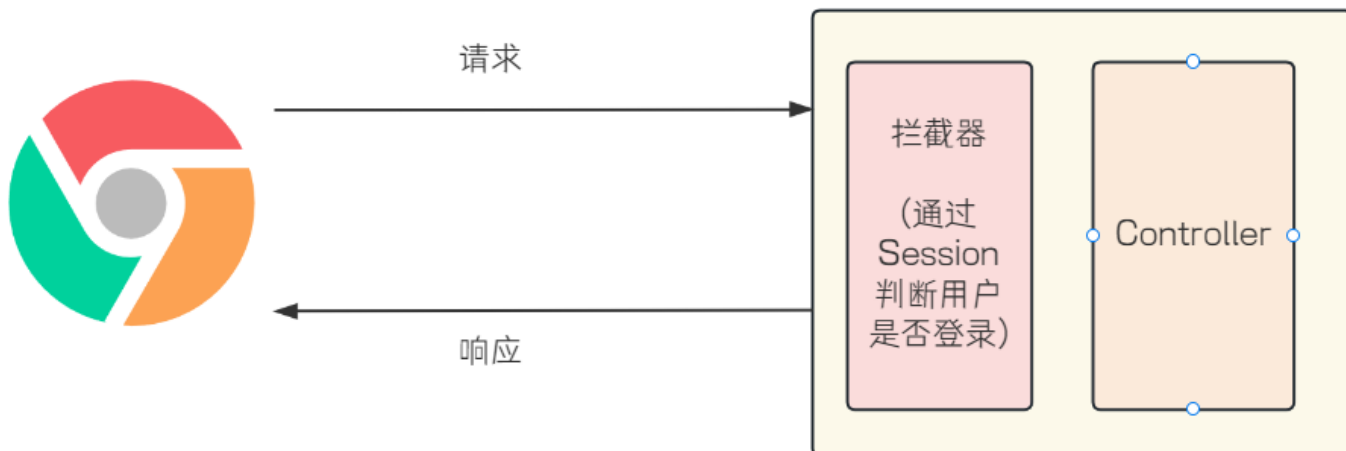 请求
拦截器
（通过
Session
判断用户
是否登录）
Controller
响应